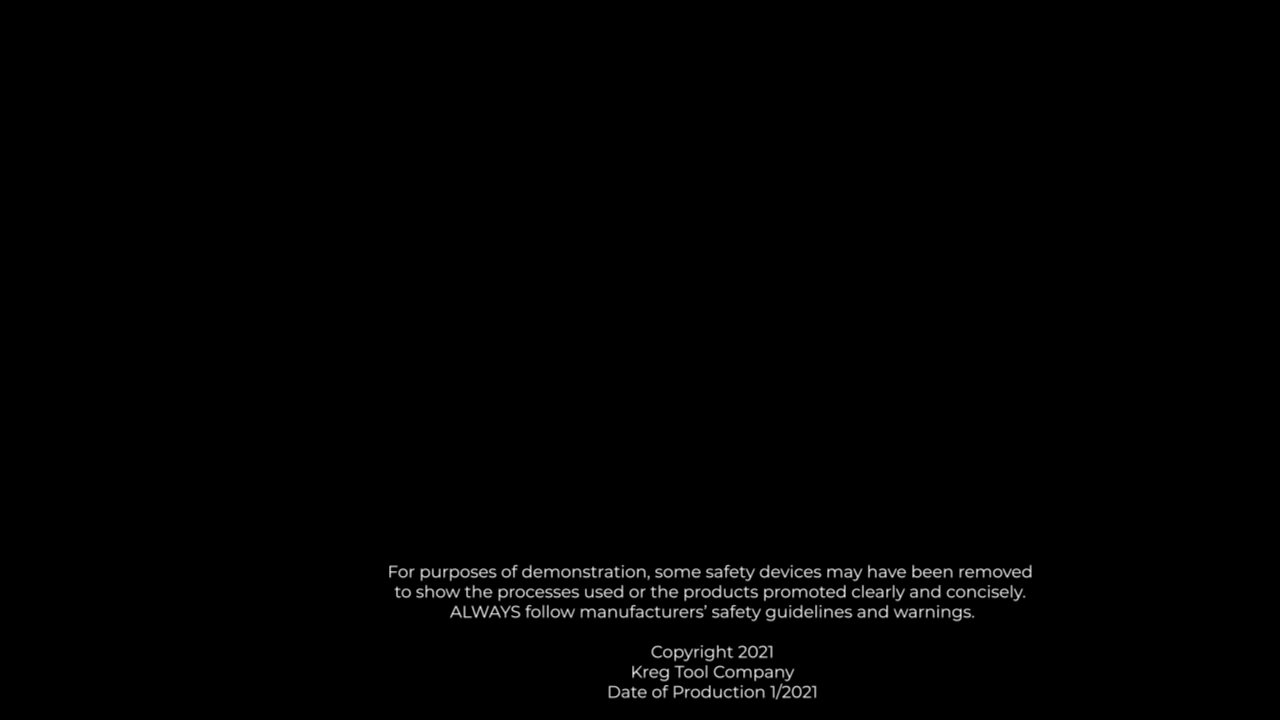 For purposes of demonstration, some safety devices may have been removed
to show the processes used or the products promoted clearly and concisely.
ALWAYS follow manufacturers’ safety guidelines and warnings.
Copyright 2021
Kreg Tool Company
Date of Production 1/2021